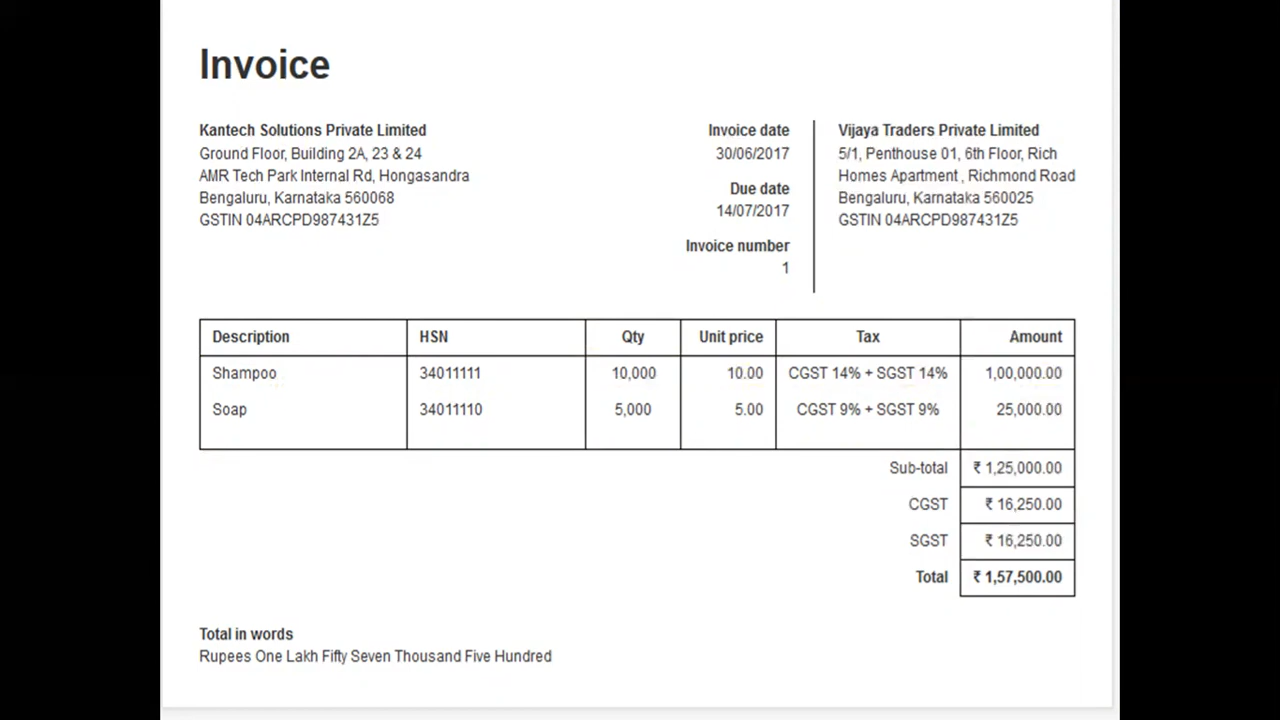 Invoice
Kantech Solutions Private Limited
Ground Floor, Building 2A, 23 & 24
AMR Tech Park Internal Rd, Hongasandra
Bengaluru, Karnataka 560068
GSTIN 04ARCPD987431Z5
Invoice date
30/06/2017
Due date
14/07/2017
Invoice number
1
Vijaya Traders Private Limited
5/1, Penthouse 01, 6th Floor, Rich
Homes Apartment , Richmond Road
Bengaluru, Karnataka 560025
GSTIN 04ARCPD987431Z5
Description HSN Qty Unit price Tax Amount
Shampoo 34011111 10,000 10.00 CGST 14% + SGST 14% 1,00,000.00
Soap 34011110 5,000 5.00 CGST 9% + SGST 9% 25,000.00
Sub-total ₹ 1,25,000.00
CGST ₹ 16,250.00
SGST ₹ 16,250.00
Total ₹ 1,57,500.00
Total in words
Rupees One Lakh Fifty Seven Thousand Five Hundred